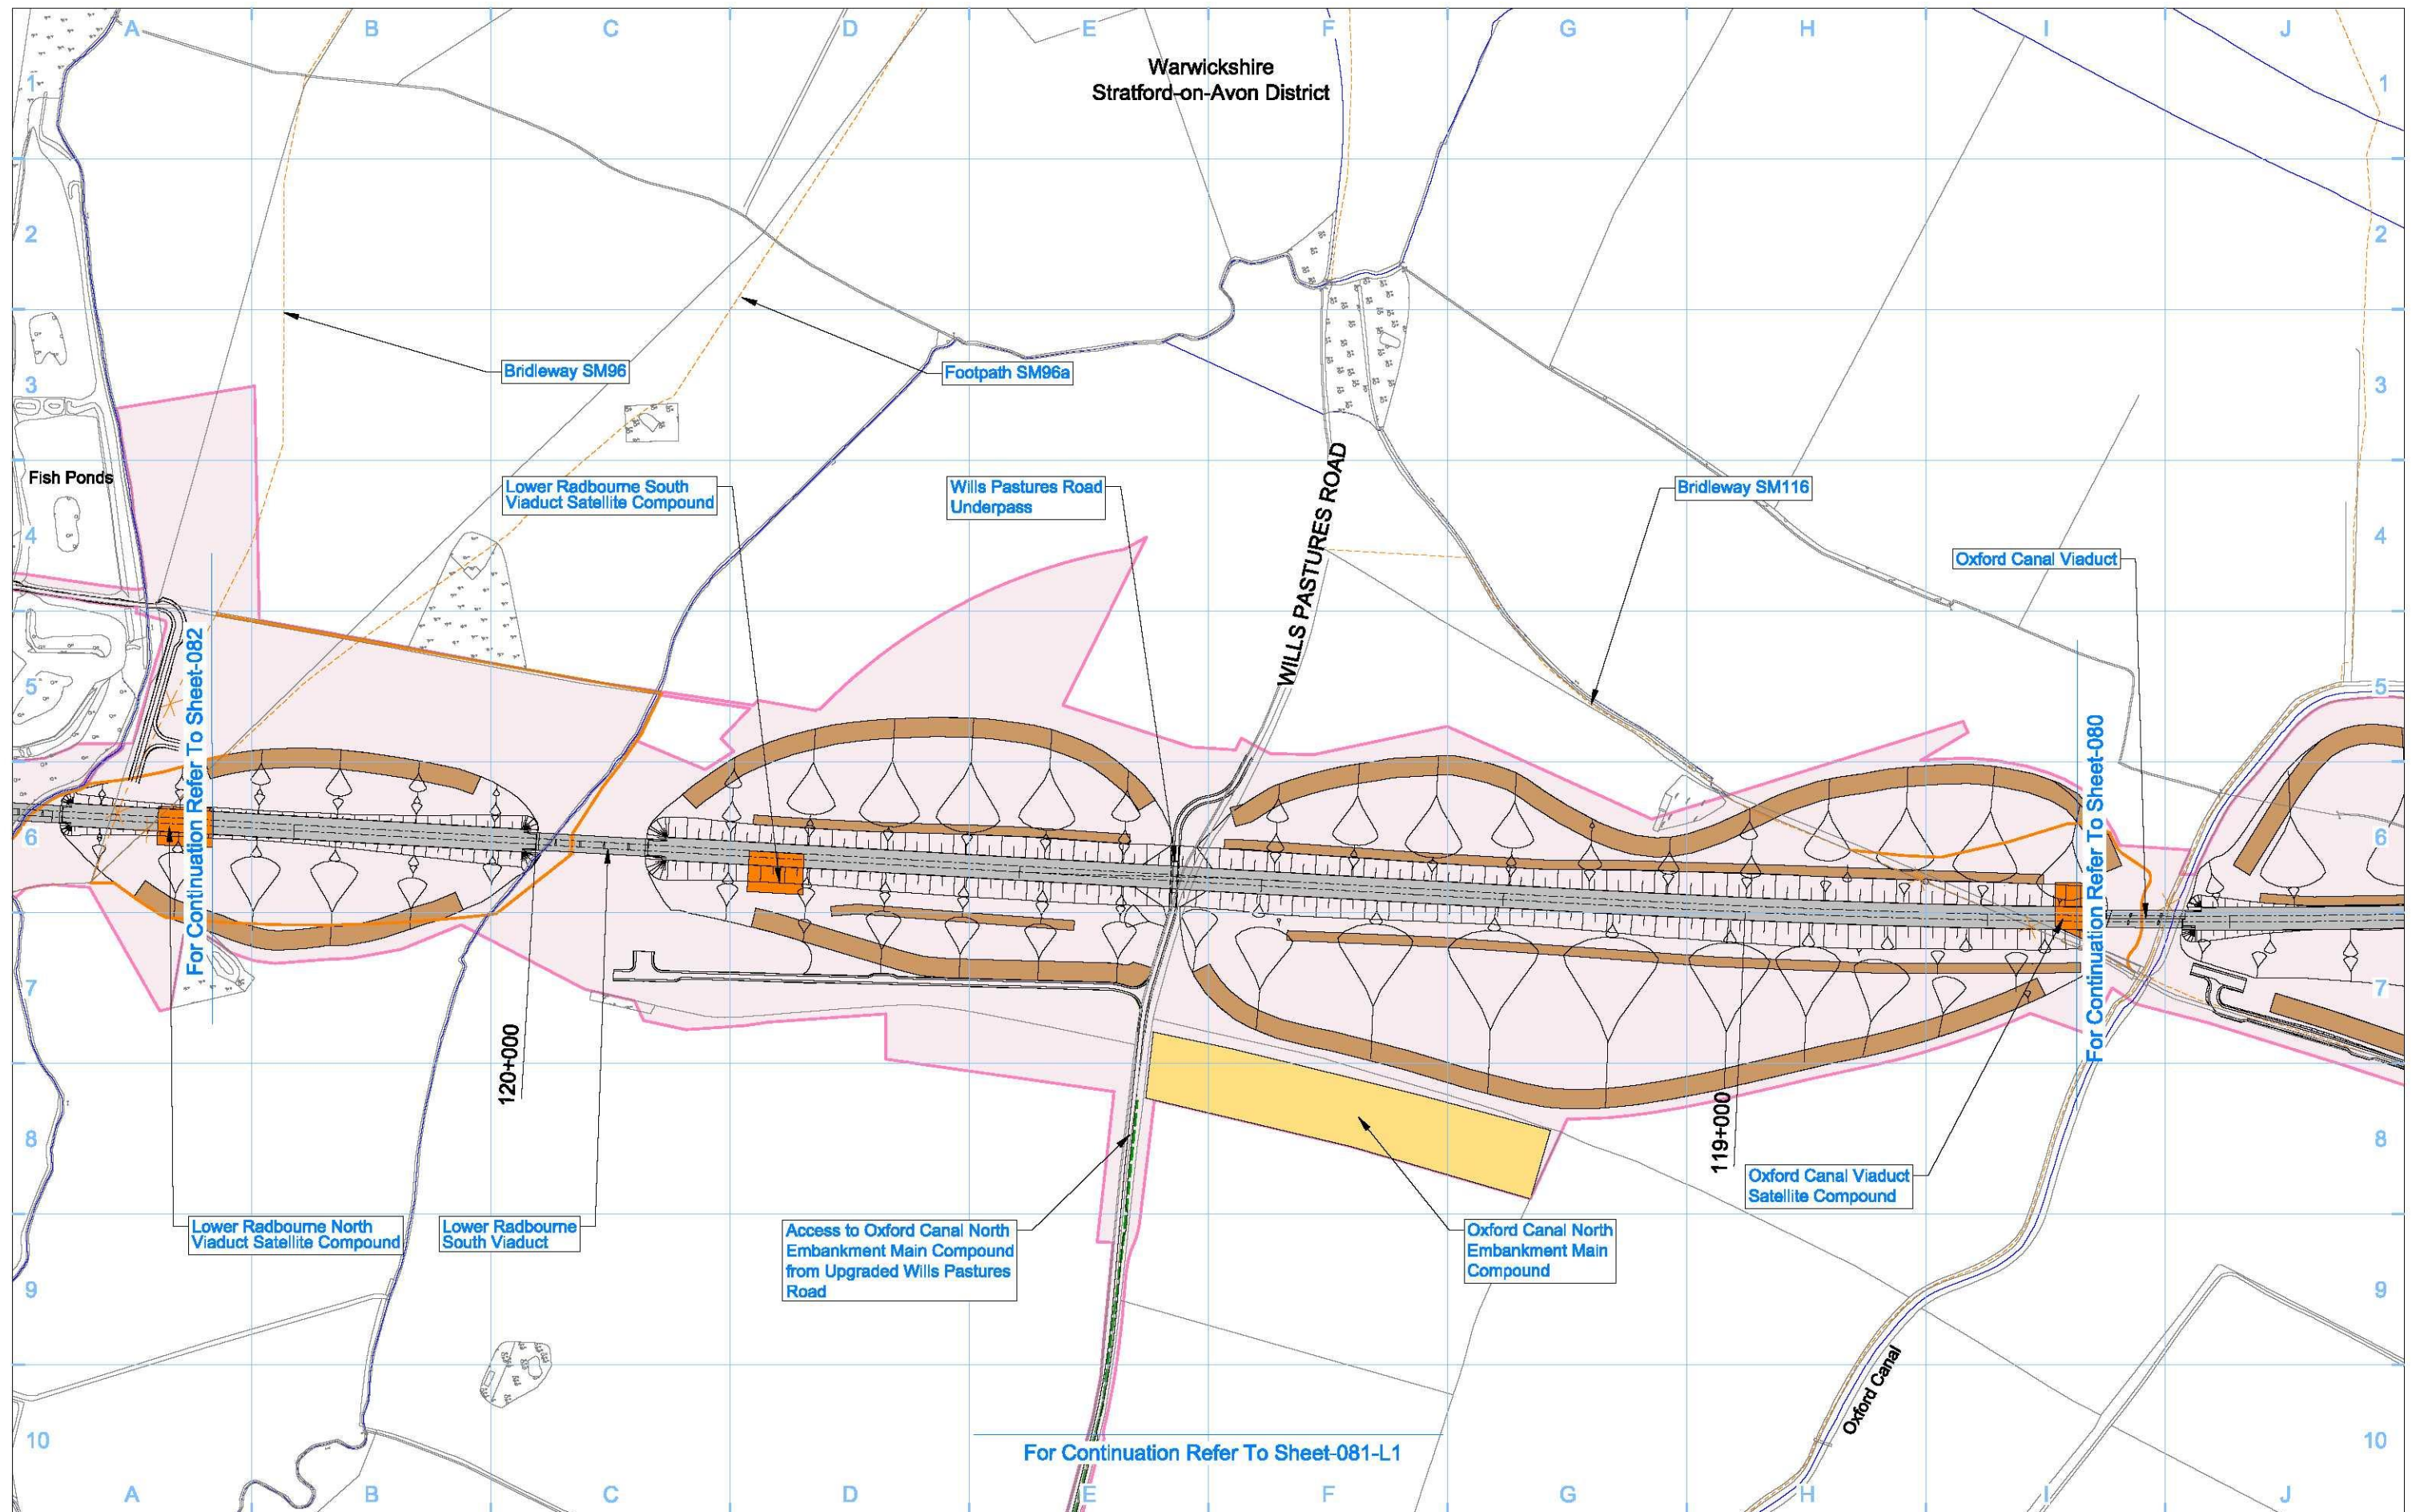 A B C D E F G H I J
Warwickshire
Stratford-on-Avon District
1 1
2 2
3 3
Bridleway SM96
Footpath SM96a
Fish Ponds
Lower Radbourne South
Viaduct Satellite Compound
Wills Pastures Road
Underpass
WILLS PASTURES ROAD
Bridleway SM116
4 4
Oxford Canal Viaduct
5 5
For Continuation Refer To Sheet-082
For Continuation Refer To Sheet-080
6 6
7 7
120+000
119+000
8 8
Oxford Canal Viaduct
Satellite Compound
Lower Radbourne North
Viaduct Satellite Compound
Lower Radbourne
South Viaduct
Access to Oxford Canal North
Embankment Main Compound
from Upgraded Wills Pastures
Road
Oxford Canal North
Embankment Main
Compound
9 9
Oxford Canal
10 10
For Continuation Refer To Sheet-081-L1
A B C D E F G H I J